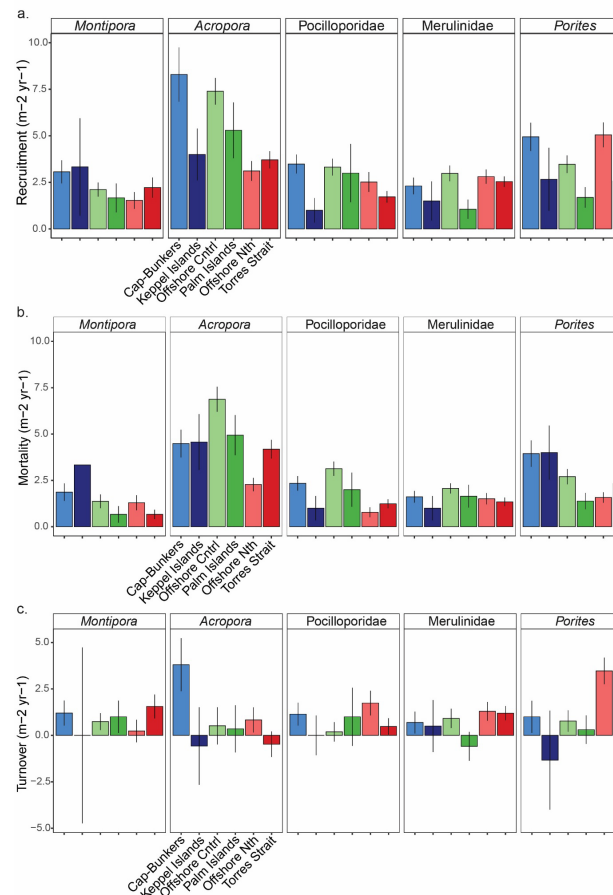 a.
Montipora Acropora Pocilloporidae Merulinidae Porites
Recruitment (m−2 yr−1)
10.0
7.5
5.0
2.5
0.0
Cap-Bunkers
Keppel Islands
Offshore Cntrl
Palm Islands
Offshore Nth
Torres Strait
b.
Montipora Acropora Pocilloporidae Merulinidae Porites
Mortality (m−2 yr−1)
10.0
7.5
5.0
2.5
0.0
Cap-Bunkers
Keppel Islands
Offshore Cntrl
Palm Islands
Offshore Nth
Torres Strait
c.
Montipora Acropora Pocilloporidae Merulinidae Porites
Turnover (m−2 yr−1)
5.0
2.5
0.0
−2.5
−5.0
Cap-Bunkers
Keppel Islands
Offshore Cntrl
Palm Islands
Offshore Nth
Torres Strait